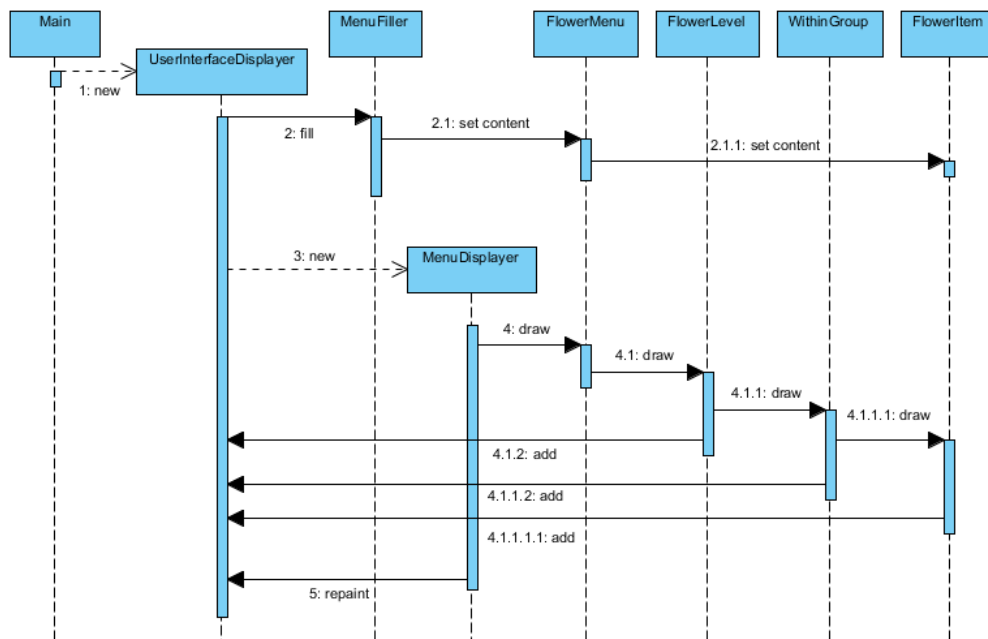 Main
MenuFiller
FlowerMenu
FlowerLevel
WithinGroup
FlowerItem
UserInterfaceDisplayer
1: new
2: fill
2.1: set content
2.1.1: set content
3: new
MenuDisplayer
4: draw
4.1: draw
4.1.1: draw
4.1.1.1: draw
4.1.2: add
4.1.1.2: add
4.1.1.1.1: add
5: repaint